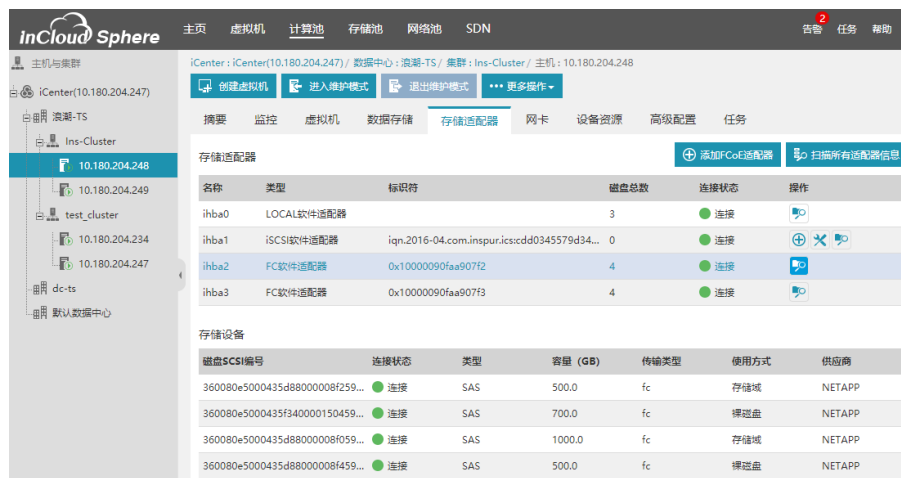 inCloud Sphere 主页 虚拟机 计算池 存储池 网络池 SDN 告警 2 任务 帮助
主机与集群
iCenter(10.180.204.247)
浪潮-TS
Ins-Cluster
10.180.204.248
10.180.204.249
test_cluster
10.180.204.234
10.180.204.247
dc-ts
默认数据中心
iCenter : iCenter(10.180.204.247) / 数据中心 : 浪潮-TS / 集群 : Ins-Cluster / 主机 : 10.180.204.248
创建虚拟机 进入维护模式 退出维护模式 更多操作
摘要 监控 虚拟机 数据存储 存储适配器 网卡 设备资源 高级配置 任务
存储适配器 添加FCoE适配器 扫描所有适配器信息
名称 类型 标识符 磁盘总数 连接状态 操作
ihba0 LOCAL软件适配器 3 连接
ihba1 iSCSI软件适配器 iqn.2016-04.com.inspur.ics:cdd0345579d34... 0 连接
ihba2 FC软件适配器 0x10000090faa907f2 4 连接
ihba3 FC软件适配器 0x10000090faa907f3 4 连接
存储设备
磁盘SCSI编号 连接状态 类型 容量（GB） 传输类型 使用方式 供应商
360080e5000435d88000008f259... 连接 SAS 500.0 fc 存储域 NETAPP
360080e5000435f340000150459... 连接 SAS 700.0 fc 裸磁盘 NETAPP
360080e5000435d88000008f059... 连接 SAS 1000.0 fc 存储域 NETAPP
360080e5000435d88000008f459... 连接 SAS 500.0 fc 裸磁盘 NETAPP